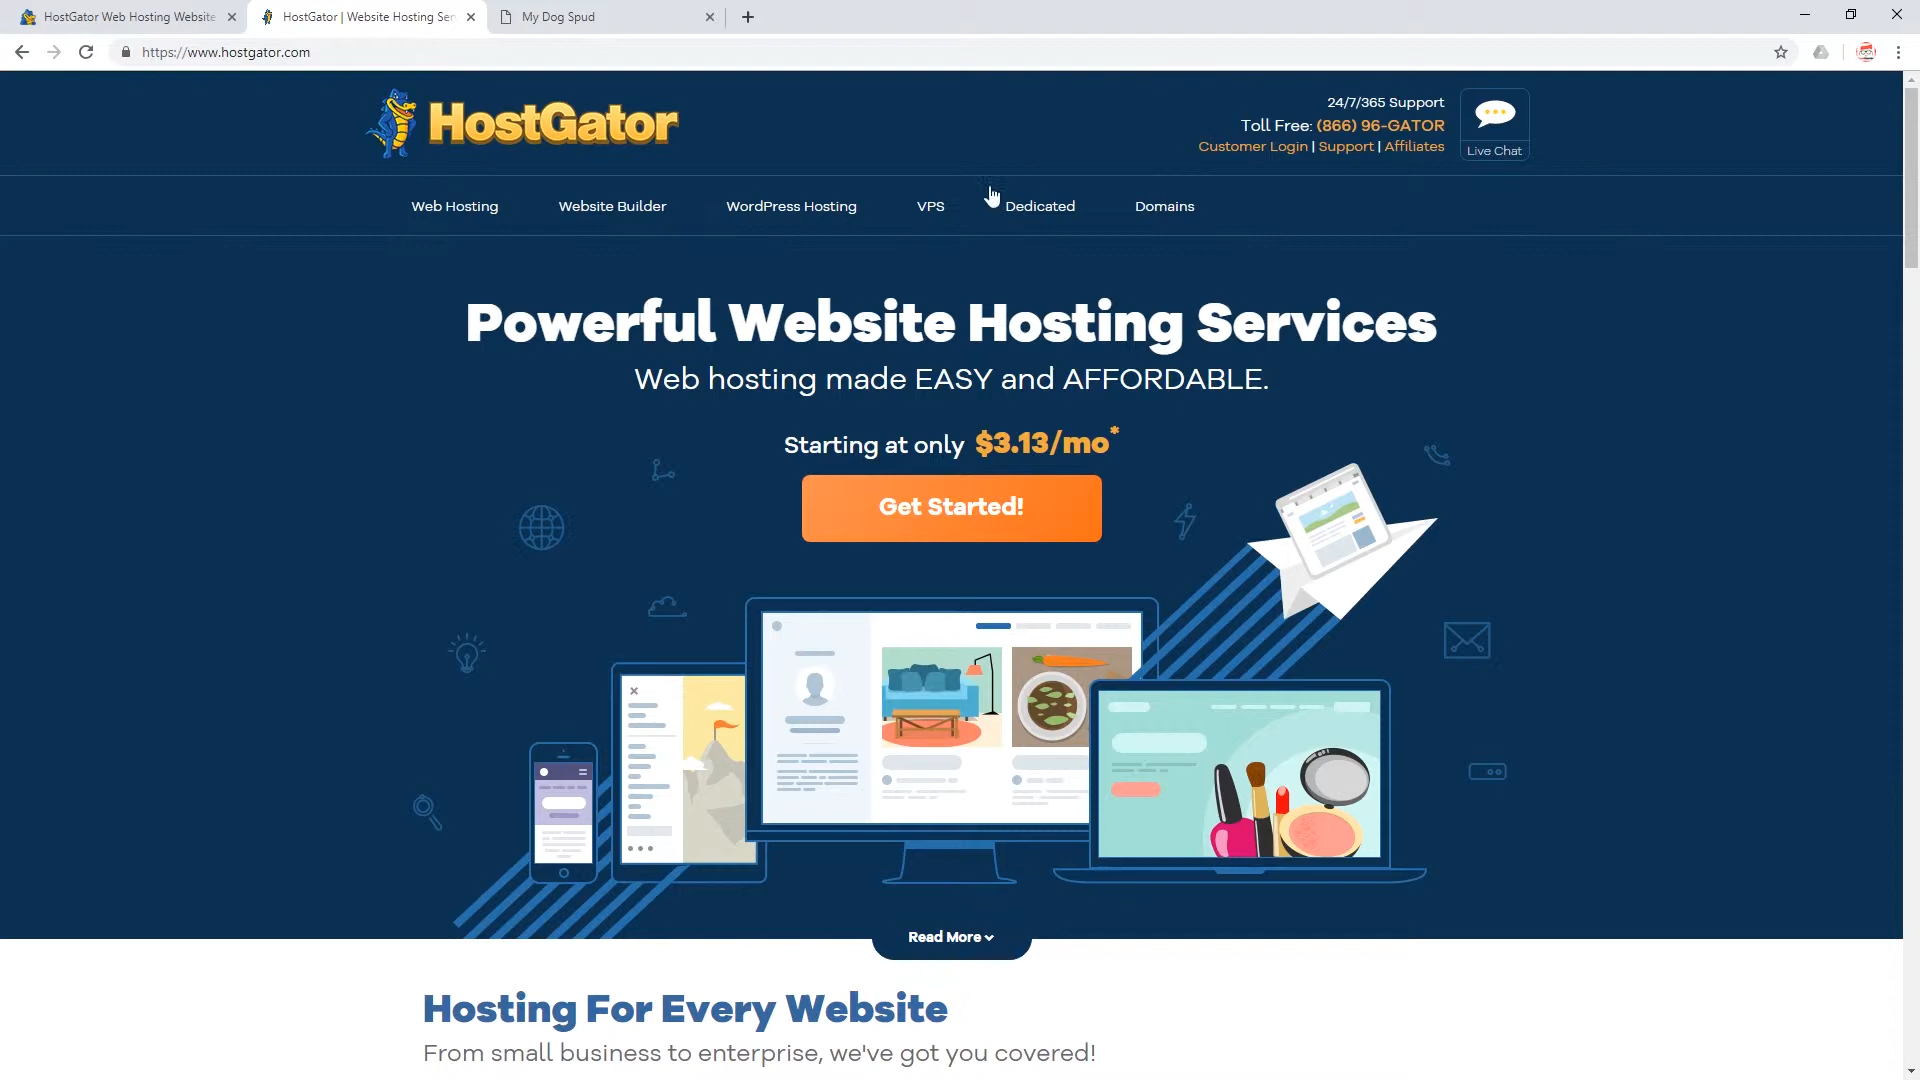 HostGator Web Hosting Website
HostGator | Website Hosting Ser
My Dog Spud
https://www.hostgator.com
HostGator
24/7/365 Support
Toll Free: (866) 96-GATOR
Customer Login | Support | Affiliates
Live Chat
Web Hosting
Website Builder
WordPress Hosting
VPS
Dedicated
Domains
Powerful Website Hosting Services
Web hosting made EASY and AFFORDABLE.
Starting at only $3.13/mo*
Get Started!
Read More
Hosting For Every Website
From small business to enterprise, we've got you covered!